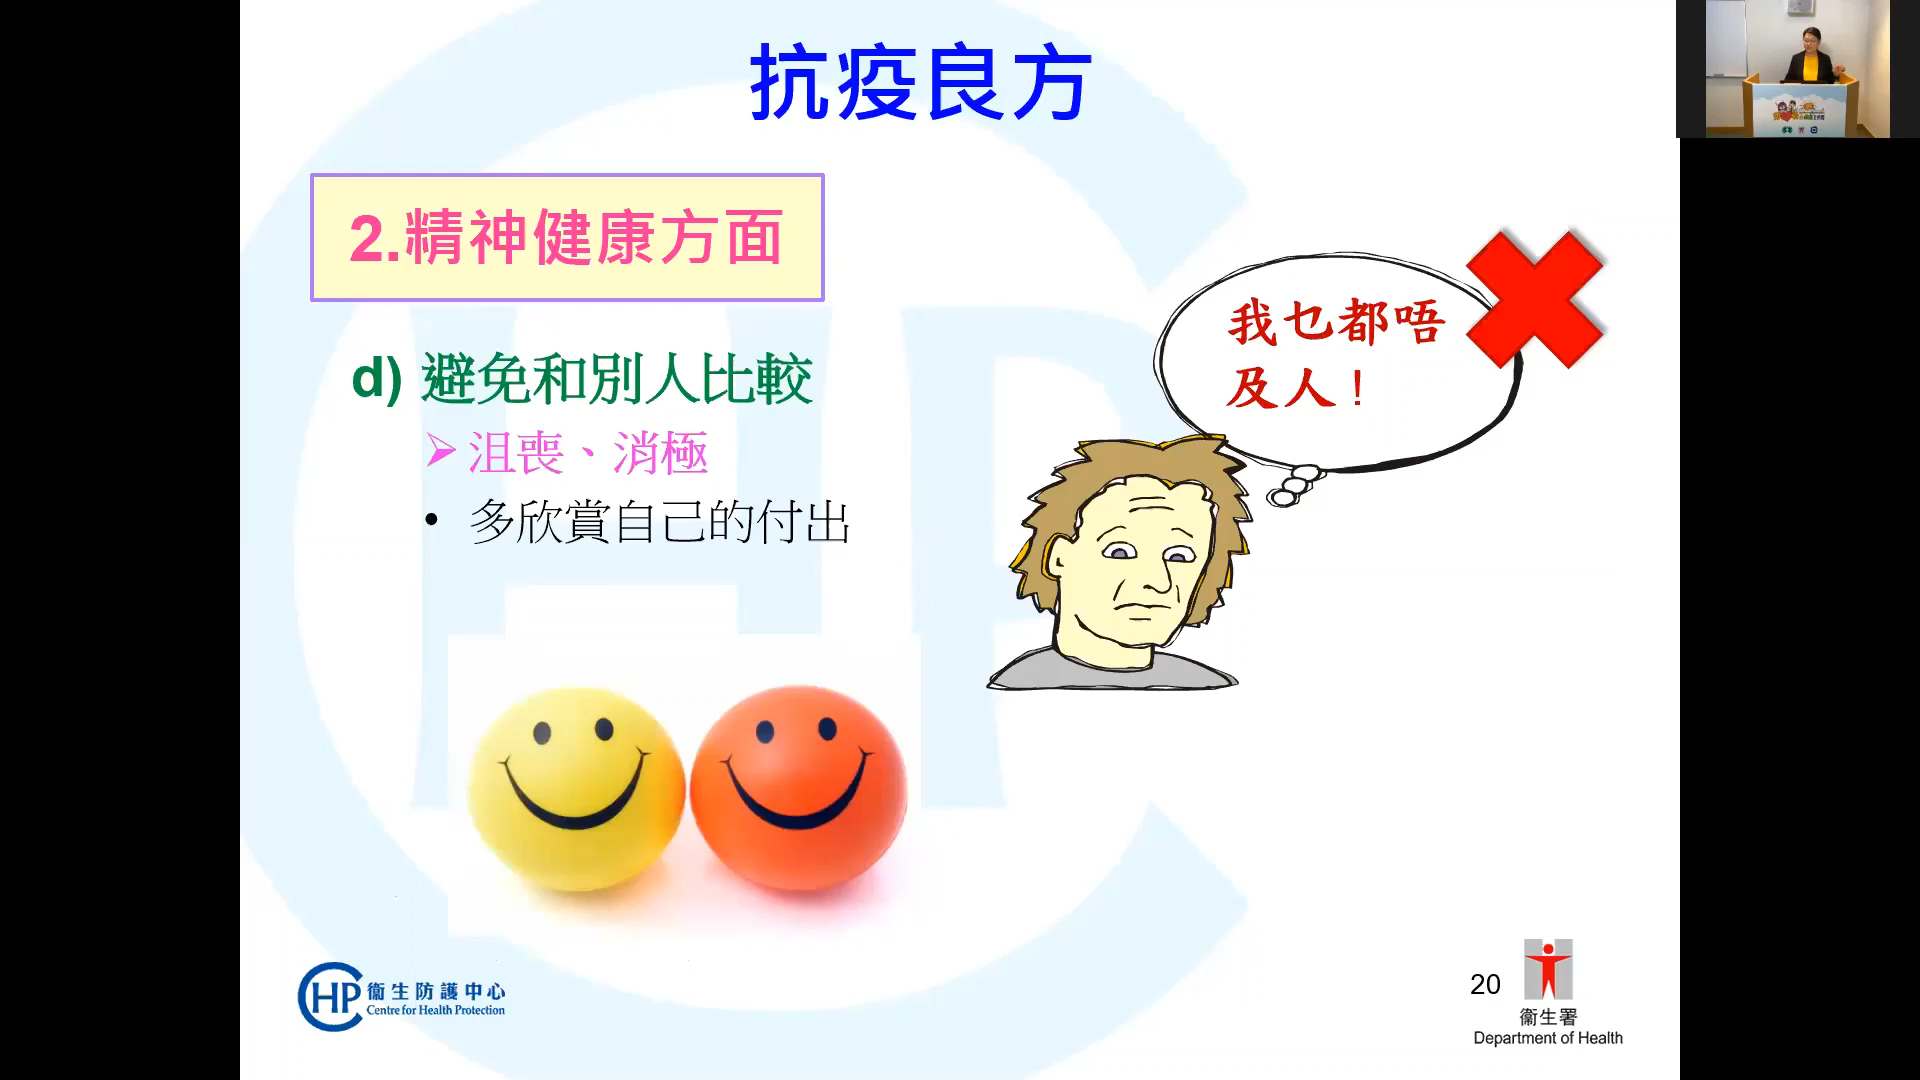 抗疫良方
2.精神健康方面
d) 避免和別人比較
沮喪、消極
多欣賞自己的付出
我乜都唔
及人！
CHP 衞生防護中心
Centre for Health Protection
20
衞生署
Department of Health